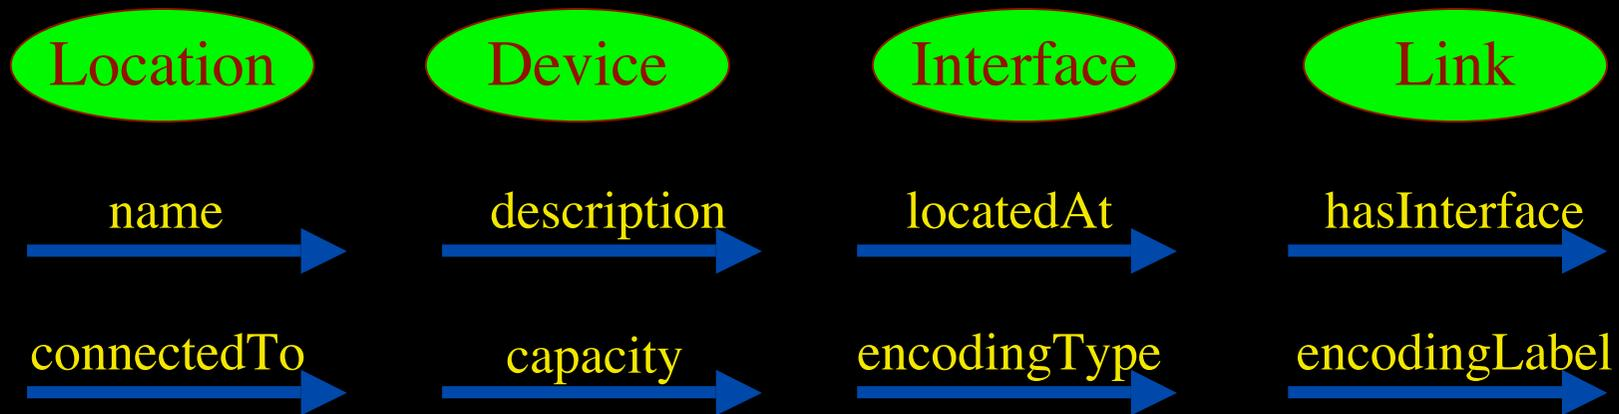 Location Device Interface Link
name description locatedAt hasInterface
connectedTo capacity encodingType encodingLabel